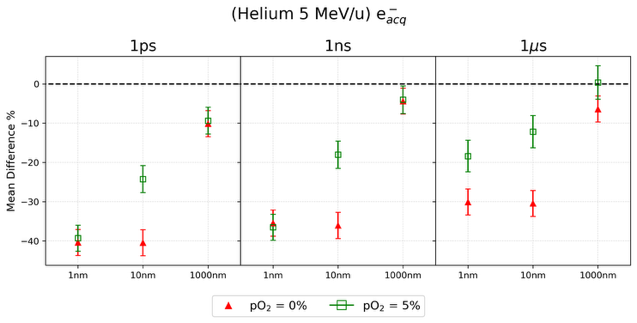 (Helium 5 MeV/u) e⁻acq
1ps 1ns 1μs
Mean Difference %
0
−10
−20
−30
−40
1nm 10nm 1000nm 1nm 10nm 1000nm 1nm 10nm 1000nm
pO₂ = 0% pO₂ = 5%